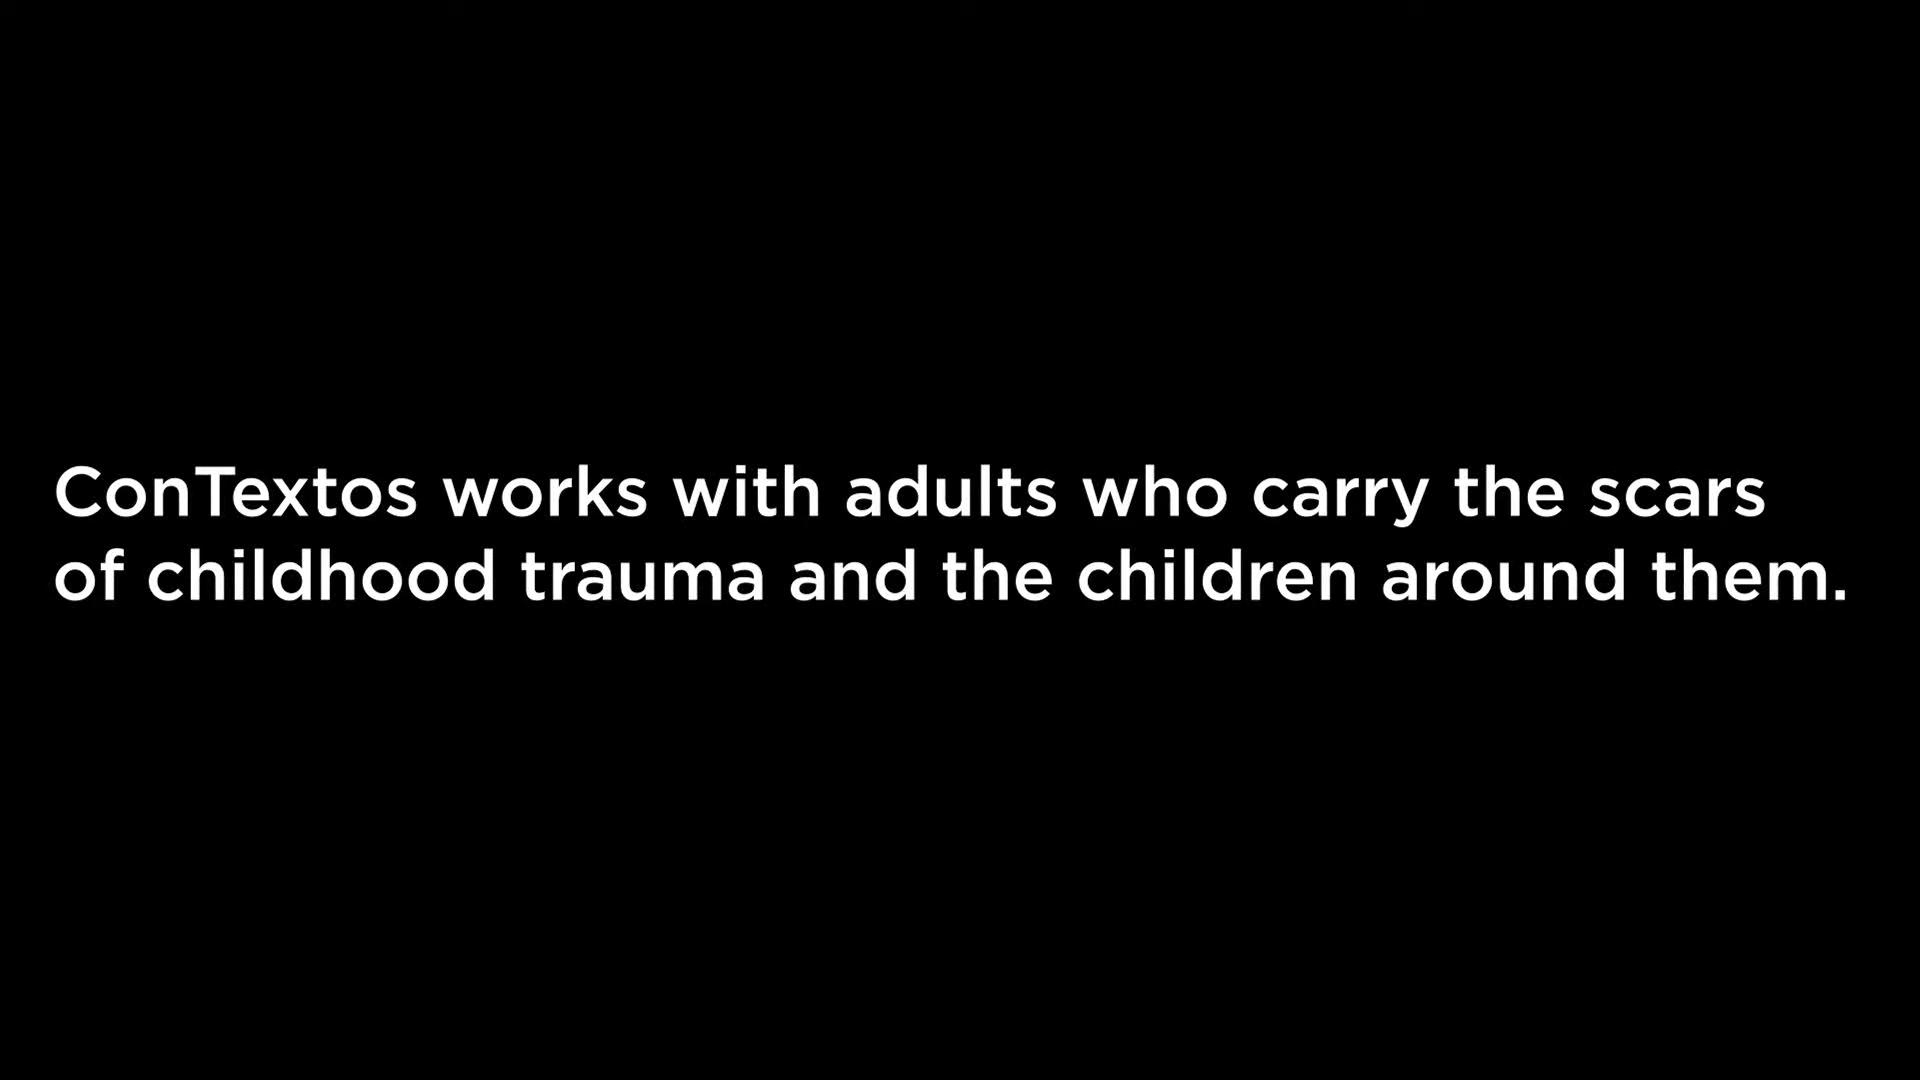 ConTextos works with adults who carry the scars
of childhood trauma and the children around them.